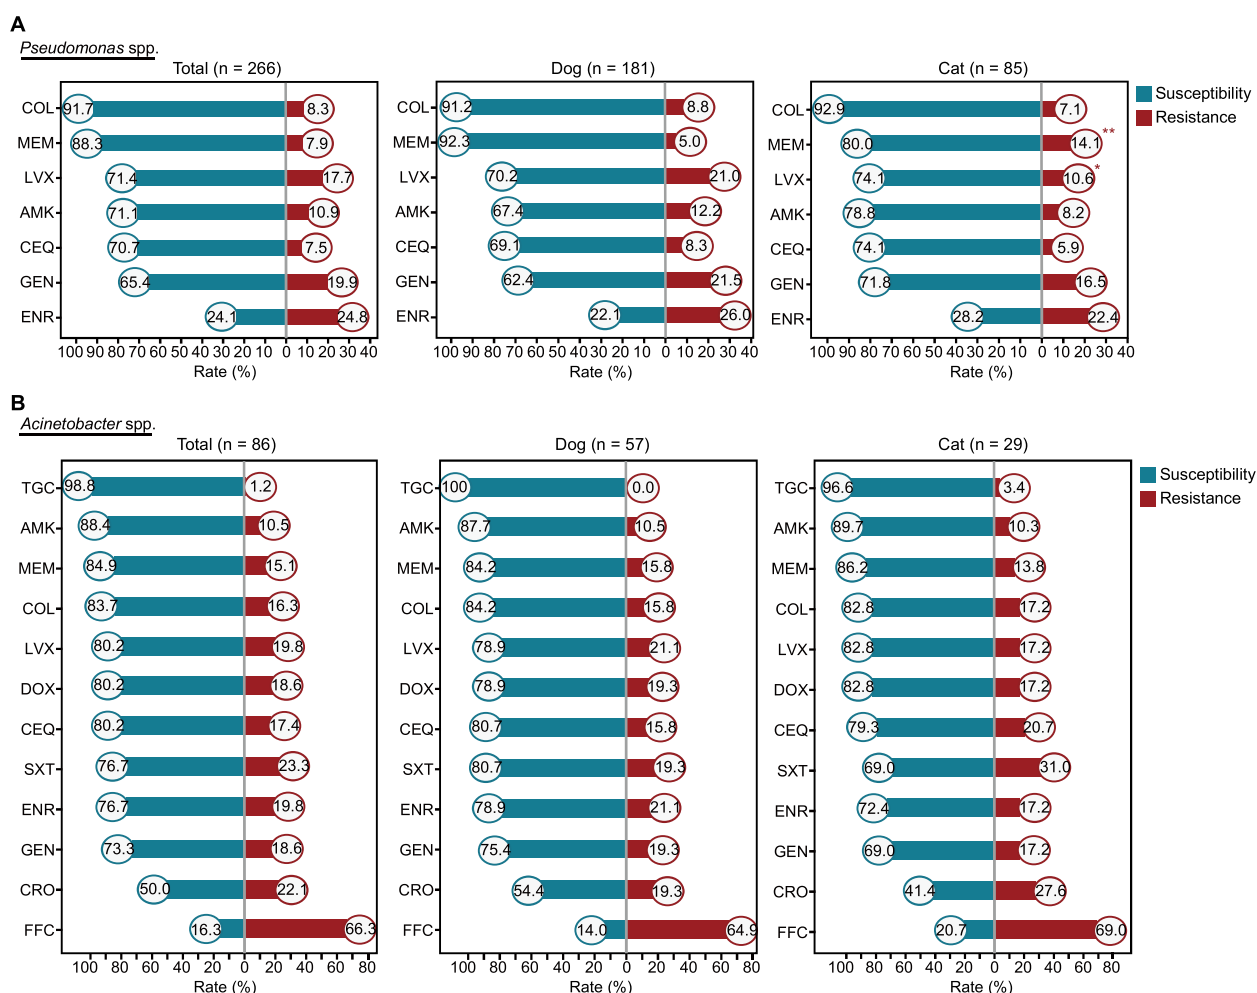 A
Pseudomonas spp.
Total (n = 266)
Dog (n = 181)
Cat (n = 85)
Susceptibility
Resistance
COL 91.7 8.3
MEM 88.3 7.9
LVX 71.4 17.7
AMK 71.1 10.9
CEQ 70.7 7.5
GEN 65.4 19.9
ENR 24.1 24.8
100 90 80 70 60 50 40 30 20 10 0 10 20 30 40
Rate (%)
COL 91.2 8.8
MEM 92.3 5.0
LVX 70.2 21.0
AMK 67.4 12.2
CEQ 69.1 8.3
GEN 62.4 21.5
ENR 22.1 26.0
100 90 80 70 60 50 40 30 20 10 0 10 20 30 40
Rate (%)
COL 92.9 7.1
MEM 80.0 14.1 **
LVX 74.1 10.6 *
AMK 78.8 8.2
CEQ 74.1 5.9
GEN 71.8 16.5
ENR 28.2 22.4
100 90 80 70 60 50 40 30 20 10 0 10 20 30 40
Rate (%)
B
Acinetobacter spp.
Total (n = 86)
Dog (n = 57)
Cat (n = 29)
Susceptibility
Resistance
TGC 98.8 1.2
AMK 88.4 10.5
MEM 84.9 15.1
COL 83.7 16.3
LVX 80.2 19.8
DOX 80.2 18.6
CEQ 80.2 17.4
SXT 76.7 23.3
ENR 76.7 19.8
GEN 73.3 18.6
CRO 50.0 22.1
FFC 16.3 66.3
100 80 60 40 20 0 20 40 60 80
Rate (%)
TGC 100 0.0
AMK 87.7 10.5
MEM 84.2 15.8
COL 84.2 15.8
LVX 78.9 21.1
DOX 78.9 19.3
CEQ 80.7 15.8
SXT 80.7 19.3
ENR 78.9 21.1
GEN 75.4 19.3
CRO 54.4 19.3
FFC 14.0 64.9
100 80 60 40 20 0 20 40 60 80
Rate (%)
TGC 96.6 3.4
AMK 89.7 10.3
MEM 86.2 13.8
COL 82.8 17.2
LVX 82.8 17.2
DOX 82.8 17.2
CEQ 79.3 20.7
SXT 69.0 31.0
ENR 72.4 17.2
GEN 69.0 17.2
CRO 41.4 27.6
FFC 20.7 69.0
100 80 60 40 20 0 20 40 60 80
Rate (%)